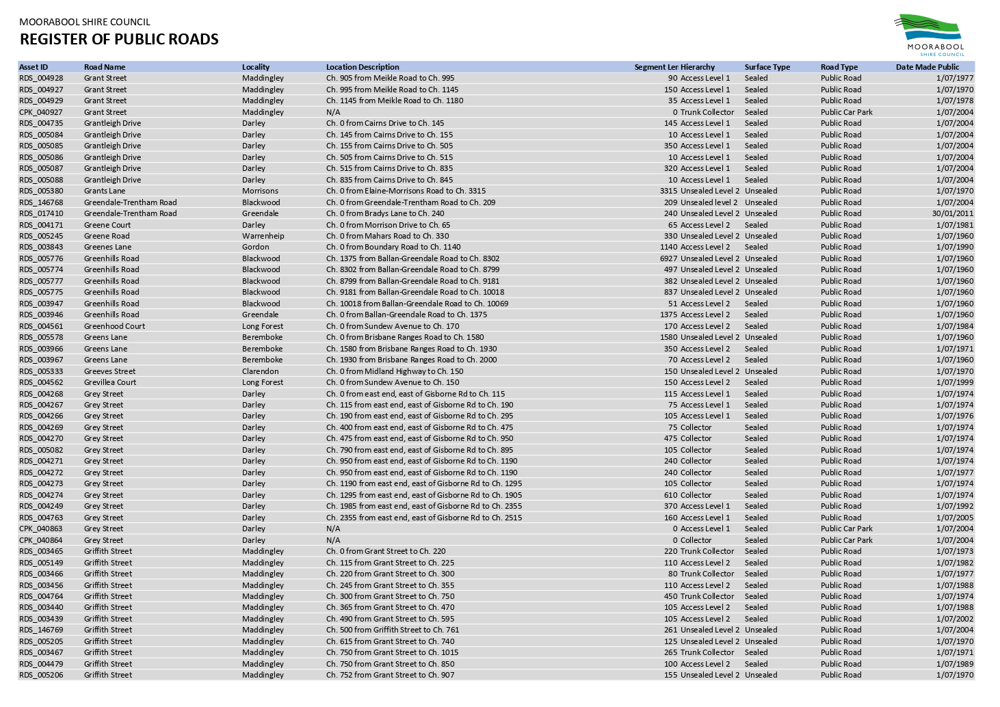 MOORABOOL SHIRE COUNCIL
REGISTER OF PUBLIC ROADS
MOORABOOL
SHIRE COUNCIL
Asset ID Road Name Locality Location Description Segment Len Hierarchy Surface Type Road Type Date Made Public
RDS_004928 Grant Street Maddingley Ch. 905 from Meikle Road to Ch. 995 90 Access Level 1 Sealed Public Road 1/07/1977
RDS_004927 Grant Street Maddingley Ch. 995 from Meikle Road to Ch. 1145 150 Access Level 1 Sealed Public Road 1/07/1970
RDS_004929 Grant Street Maddingley Ch. 1145 from Meikle Road to Ch. 1180 35 Access Level 1 Sealed Public Road 1/07/1978
CPK_040927 Grant Street Maddingley N/A 0 Trunk Collector Sealed Public Car Park 1/07/2004
RDS_004735 Grantleigh Drive Darley Ch. 0 from Cairns Drive to Ch. 145 145 Access Level 1 Sealed Public Road 1/07/2004
RDS_005084 Grantleigh Drive Darley Ch. 145 from Cairns Drive to Ch. 155 10 Access Level 1 Sealed Public Road 1/07/2004
RDS_005085 Grantleigh Drive Darley Ch. 155 from Cairns Drive to Ch. 505 350 Access Level 1 Sealed Public Road 1/07/2004
RDS_005086 Grantleigh Drive Darley Ch. 505 from Cairns Drive to Ch. 515 10 Access Level 1 Sealed Public Road 1/07/2004
RDS_005087 Grantleigh Drive Darley Ch. 515 from Cairns Drive to Ch. 835 320 Access Level 1 Sealed Public Road 1/07/2004
RDS_005088 Grantleigh Drive Darley Ch. 835 from Cairns Drive to Ch. 845 10 Access Level 1 Sealed Public Road 1/07/2004
RDS_005380 Grants Lane Morrisons Ch. 0 from Elaine-Morrisons Road to Ch. 3315 3315 Unsealed Level 2 Unsealed Public Road 1/07/1970
RDS_146768 Greendale-Trentham Road Blackwood Ch. 0 from Greendale-Trentham Road to Ch. 209 209 Unsealed level 2 Unsealed Public Road 1/07/2004
RDS_017410 Greendale-Trentham Road Greendale Ch. 0 from Bradys Lane to Ch. 240 240 Unsealed Level 2 Unsealed Public Road 30/01/2011
RDS_004171 Greene Court Darley Ch. 0 from Morrison Drive to Ch. 65 65 Access Level 2 Sealed Public Road 1/07/1981
RDS_005245 Greene Road Warrenheip Ch. 0 from Mahars Road to Ch. 330 330 Unsealed Level 2 Unsealed Public Road 1/07/1960
RDS_003843 Greenes Lane Gordon Ch. 0 from Boundary Road to Ch. 1140 1140 Access Level 2 Sealed Public Road 1/07/1990
RDS_005776 Greenhills Road Blackwood Ch. 1375 from Ballan-Greendale Road to Ch. 8302 6927 Unsealed Level 2 Unsealed Public Road 1/07/1960
RDS_005774 Greenhills Road Blackwood Ch. 8302 from Ballan-Greendale Road to Ch. 8799 497 Unsealed Level 2 Unsealed Public Road 1/07/1960
RDS_005777 Greenhills Road Blackwood Ch. 8799 from Ballan-Greendale Road to Ch. 9181 382 Unsealed Level 2 Unsealed Public Road 1/07/1960
RDS_005775 Greenhills Road Blackwood Ch. 9181 from Ballan-Greendale Road to Ch. 10018 837 Unsealed Level 2 Unsealed Public Road 1/07/1960
RDS_003947 Greenhills Road Blackwood Ch. 10018 from Ballan-Greendale Road to Ch. 10069 51 Access Level 2 Sealed Public Road 1/07/1960
RDS_003946 Greenhills Road Greendale Ch. 0 from Ballan-Greendale Road to Ch. 1375 1375 Access Level 2 Sealed Public Road 1/07/1960
RDS_004561 Greenhood Court Long Forest Ch. 0 from Sundew Avenue to Ch. 170 170 Access Level 2 Sealed Public Road 1/07/1984
RDS_005578 Greens Lane Beremboke Ch. 0 from Brisbane Ranges Road to Ch. 1580 1580 Unsealed Level 2 Unsealed Public Road 1/07/1960
RDS_003966 Greens Lane Beremboke Ch. 1580 from Brisbane Ranges Road to Ch. 1930 350 Access Level 2 Sealed Public Road 1/07/1971
RDS_003967 Greens Lane Beremboke Ch. 1930 from Brisbane Ranges Road to Ch. 2000 70 Access Level 2 Sealed Public Road 1/07/1960
RDS_005333 Greeves Street Clarendon Ch. 0 from Midland Highway to Ch. 150 150 Unsealed Level 2 Unsealed Public Road 1/07/1970
RDS_004562 Grevillea Court Long Forest Ch. 0 from Sundew Avenue to Ch. 150 150 Access Level 2 Sealed Public Road 1/07/1999
RDS_004268 Grey Street Darley Ch. 0 from east end, east of Gisborne Rd to Ch. 115 115 Access Level 1 Sealed Public Road 1/07/1974
RDS_004267 Grey Street Darley Ch. 115 from east end, east of Gisborne Rd to Ch. 190 75 Access Level 1 Sealed Public Road 1/07/1974
RDS_004266 Grey Street Darley Ch. 190 from east end, east of Gisborne Rd to Ch. 295 105 Access Level 1 Sealed Public Road 1/07/1976
RDS_004269 Grey Street Darley Ch. 400 from east end, east of Gisborne Rd to Ch. 475 75 Collector Sealed Public Road 1/07/1974
RDS_004270 Grey Street Darley Ch. 475 from east end, east of Gisborne Rd to Ch. 950 475 Collector Sealed Public Road 1/07/1974
RDS_005082 Grey Street Darley Ch. 790 from east end, east of Gisborne Rd to Ch. 895 105 Collector Sealed Public Road 1/07/1974
RDS_004271 Grey Street Darley Ch. 950 from east end, east of Gisborne Rd to Ch. 1190 240 Collector Sealed Public Road 1/07/1974
RDS_004272 Grey Street Darley Ch. 950 from east end, east of Gisborne Rd to Ch. 1190 240 Collector Sealed Public Road 1/07/1977
RDS_004273 Grey Street Darley Ch. 1190 from east end, east of Gisborne Rd to Ch. 1295 105 Collector Sealed Public Road 1/07/1974
RDS_004274 Grey Street Darley Ch. 1295 from east end, east of Gisborne Rd to Ch. 1905 610 Collector Sealed Public Road 1/07/1974
RDS_004249 Grey Street Darley Ch. 1985 from east end, east of Gisborne Rd to Ch. 2355 370 Access Level 1 Sealed Public Road 1/07/1992
RDS_004763 Grey Street Darley Ch. 2355 from east end, east of Gisborne Rd to Ch. 2515 160 Access Level 1 Sealed Public Road 1/07/2005
CPK_040863 Grey Street Darley N/A 0 Access Level 1 Sealed Public Car Park 1/07/2004
CPK_040864 Grey Street Darley N/A 0 Collector Sealed Public Car Park 1/07/2004
RDS_003465 Griffith Street Maddingley Ch. 0 from Grant Street to Ch. 220 220 Trunk Collector Sealed Public Road 1/07/1973
RDS_005149 Griffith Street Maddingley Ch. 115 from Grant Street to Ch. 225 110 Access Level 2 Sealed Public Road 1/07/1982
RDS_003466 Griffith Street Maddingley Ch. 220 from Grant Street to Ch. 300 80 Trunk Collector Sealed Public Road 1/07/1977
RDS_003456 Griffith Street Maddingley Ch. 245 from Grant Street to Ch. 355 110 Access Level 2 Sealed Public Road 1/07/1988
RDS_004764 Griffith Street Maddingley Ch. 300 from Grant Street to Ch. 750 450 Trunk Collector Sealed Public Road 1/07/1974
RDS_003440 Griffith Street Maddingley Ch. 365 from Grant Street to Ch. 470 105 Access Level 2 Sealed Public Road 1/07/1988
RDS_003439 Griffith Street Maddingley Ch. 490 from Grant Street to Ch. 595 105 Access Level 2 Sealed Public Road 1/07/2002
RDS_146769 Griffith Street Maddingley Ch. 500 from Griffith Street to Ch. 761 261 Unsealed Level 2 Unsealed Public Road 1/07/2004
RDS_005205 Griffith Street Maddingley Ch. 615 from Grant Street to Ch. 740 125 Unsealed Level 2 Unsealed Public Road 1/07/1970
RDS_003467 Griffith Street Maddingley Ch. 750 from Grant Street to Ch. 1015 265 Trunk Collector Sealed Public Road 1/07/1971
RDS_004479 Griffith Street Maddingley Ch. 750 from Grant Street to Ch. 850 100 Access Level 2 Sealed Public Road 1/07/1989
RDS_005206 Griffith Street Maddingley Ch. 752 from Grant Street to Ch. 907 155 Unsealed Level 2 Unsealed Public Road 1/07/1970